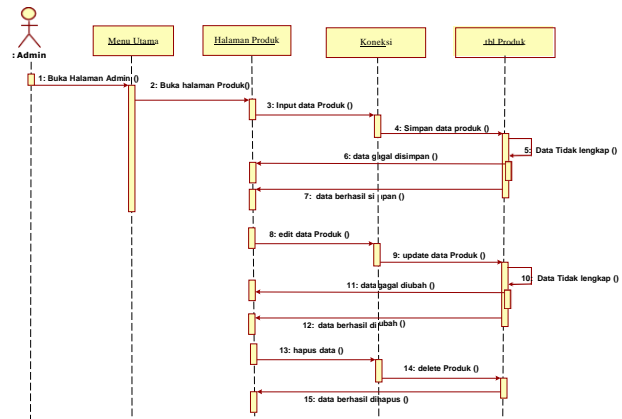 : Admin
Menu Utama
Halaman Produk
Koneksi
tbl Produk
1: Buka Halaman Admin ()
2: Buka halaman Produk()
3: Input data Produk ()
4: Simpan data produk ()
5: Data Tidak lengkap ()
6: data gagal disimpan ()
7: data berhasil simpan ()
8: edit data Produk ()
9: update data Produk ()
10: Data Tidak lengkap ()
11: data gagal diubah ()
12: data berhasil diubah ()
13: hapus data ()
14: delete Produk ()
15: data berhasil dihapus ()